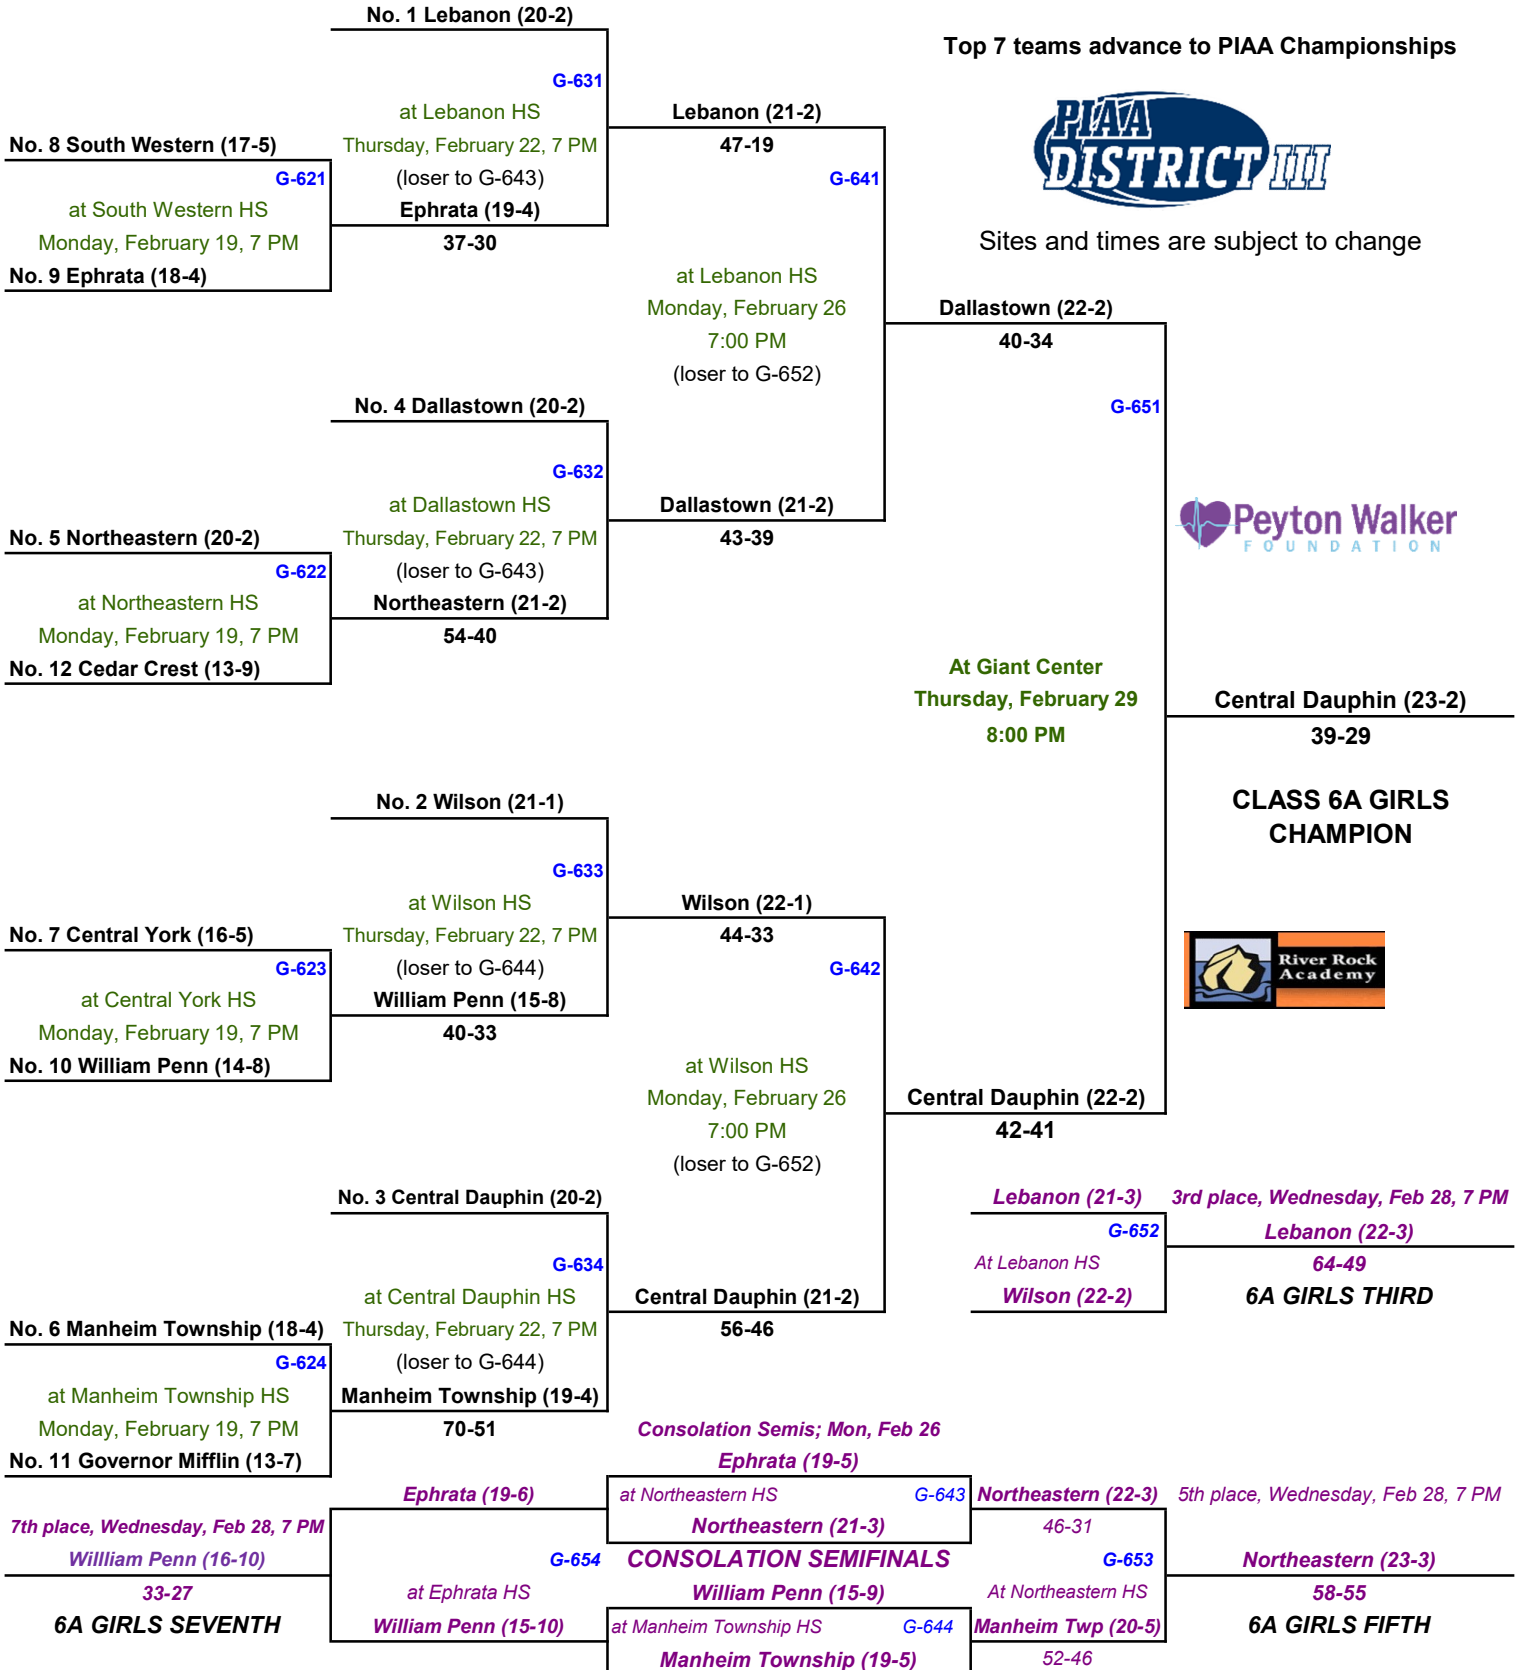 No. 1 Lebanon (20-2)
Top 7 teams advance to PIAA Championships
G-631
at Lebanon HS
Lebanon (21-2)
PIAA
DISTRICT III
No. 8 South Western (17-5)
Thursday, February 22, 7 PM
47-19
G-621
(loser to G-643)
G-641
at South Western HS
Ephrata (19-4)
Monday, February 19, 7 PM
37-30
Sites and times are subject to change
No. 9 Ephrata (18-4)
at Lebanon HS
Monday, February 26
Dallastown (22-2)
7:00 PM
40-34
(loser to G-652)
No. 4 Dallastown (20-2)
G-651
G-632
at Dallastown HS
Dallastown (21-2)
Peyton Walker
FOUNDATION
No. 5 Northeastern (20-2)
Thursday, February 22, 7 PM
43-39
G-622
(loser to G-643)
at Northeastern HS
Northeastern (21-2)
Monday, February 19, 7 PM
54-40
No. 12 Cedar Crest (13-9)
At Giant Center
Thursday, February 29
Central Dauphin (23-2)
8:00 PM
39-29
No. 2 Wilson (21-1)
CLASS 6A GIRLS
CHAMPION
G-633
at Wilson HS
Wilson (22-1)
No. 7 Central York (16-5)
Thursday, February 22, 7 PM
44-33
River Rock
Academy
G-623
(loser to G-644)
G-642
at Central York HS
William Penn (15-8)
Monday, February 19, 7 PM
40-33
No. 10 William Penn (14-8)
at Wilson HS
Monday, February 26
Central Dauphin (22-2)
7:00 PM
42-41
(loser to G-652)
No. 3 Central Dauphin (20-2)
Lebanon (21-3)
3rd place, Wednesday, Feb 28, 7 PM
G-652
Lebanon (22-3)
G-634
At Lebanon HS
64-49
at Central Dauphin HS
Central Dauphin (21-2)
Wilson (22-2)
6A GIRLS THIRD
No. 6 Manheim Township (18-4)
Thursday, February 22, 7 PM
56-46
G-624
(loser to G-644)
at Manheim Township HS
Manheim Township (19-4)
Monday, February 19, 7 PM
70-51
Consolation Semis; Mon, Feb 26
No. 11 Governor Mifflin (13-7)
Ephrata (19-5)
Ephrata (19-6)
at Northeastern HS
G-643
Northeastern (22-3)
5th place, Wednesday, Feb 28, 7 PM
7th place, Wednesday, Feb 28, 7 PM
Northeastern (21-3)
46-31
Willliam Penn (16-10)
G-654
CONSOLATION SEMIFINALS
G-653
Northeastern (23-3)
33-27
at Ephrata HS
William Penn (15-9)
At Northeastern HS
58-55
6A GIRLS SEVENTH
William Penn (15-10)
at Manheim Township HS
G-644
Manheim Twp (20-5)
6A GIRLS FIFTH
Manheim Township (19-5)
52-46